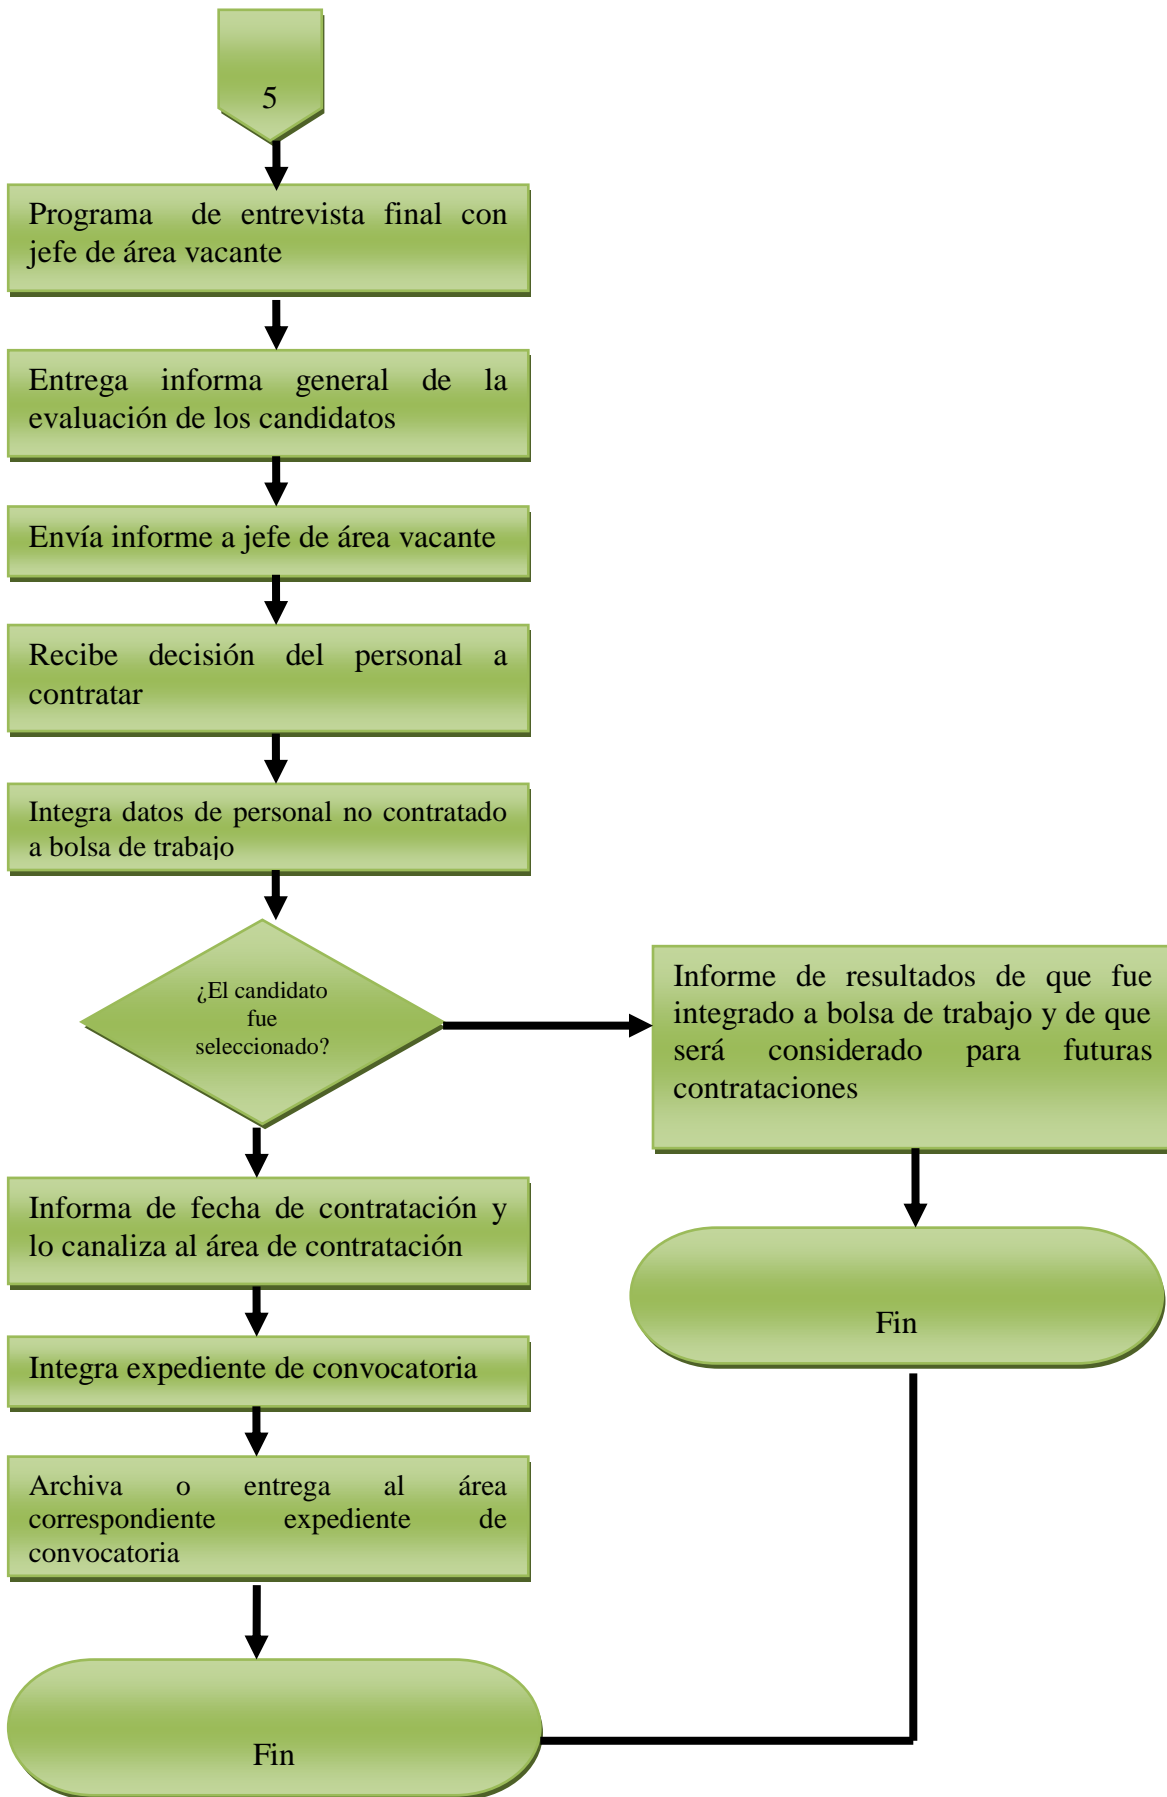 5
Programa de entrevista final con
jefe de área vacante
Entrega informa general de la
evaluación de los candidatos
Envía informe a jefe de área vacante
Recibe decisión del personal a
contratar
Integra datos de personal no contratado
a bolsa de trabajo
¿El candidato
fue
seleccionado?
Informe de resultados de que fue
integrado a bolsa de trabajo y de que
será considerado para futuras
contrataciones
Informa de fecha de contratación y
lo canaliza al área de contratación
Fin
Integra expediente de convocatoria
Archiva o entrega al área
correspondiente expediente de
convocatoria
Fin